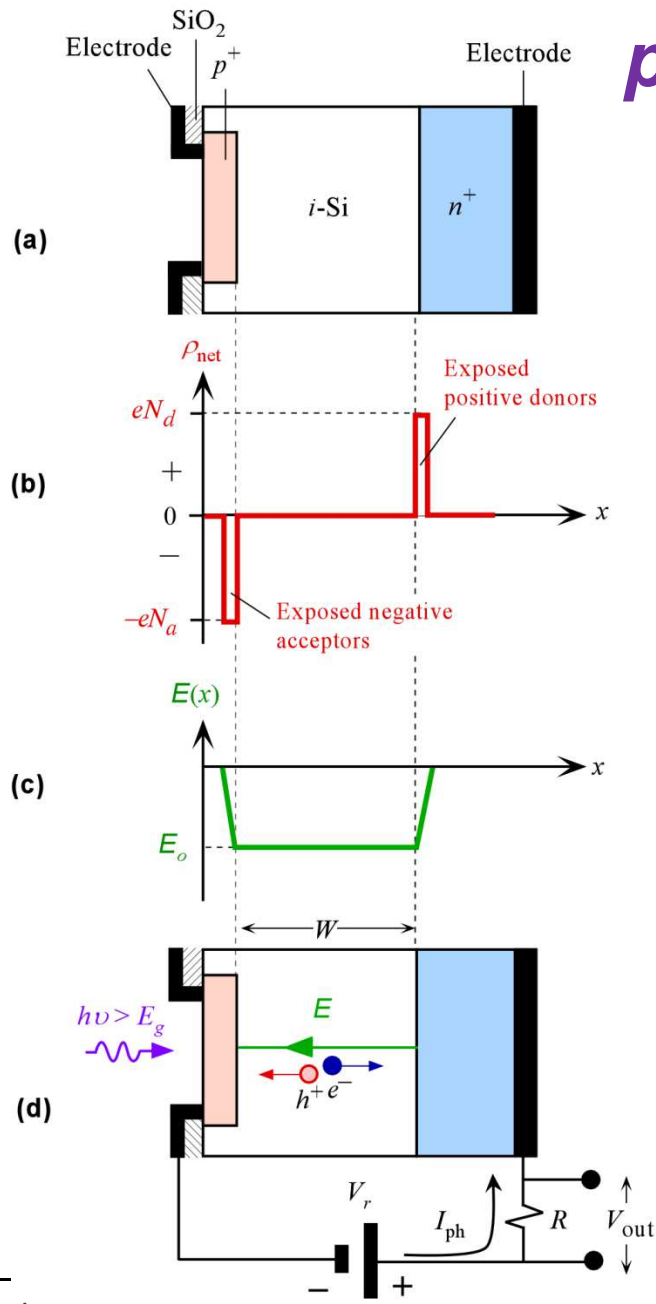 SiO₂
Electrode
p⁺
Electrode
p
(a)
i-Si
n⁺
ρnet
eNd
Exposed
positive donors
+
(b)
0
x
−
−eNa
Exposed negative
acceptors
E(x)
x
(c)
Eo
W
hυ > Eg
E
h⁺ e⁻
(d)
Vr
Iph
R
Vout
− +